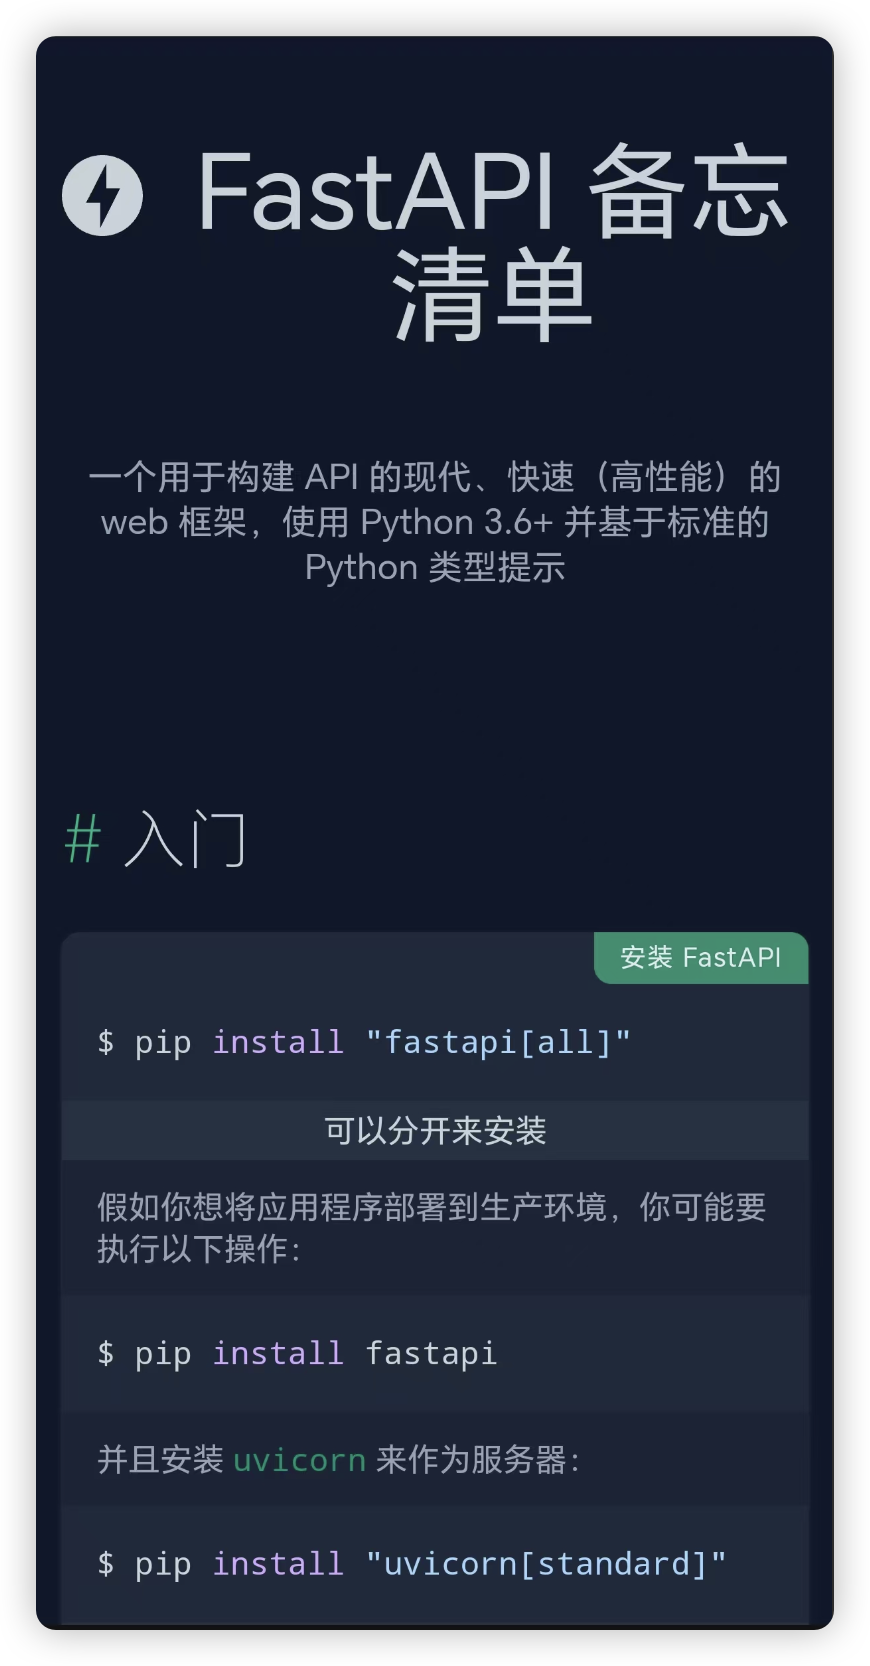 FastAPI 备忘
清单
一个用于构建 API 的现代、快速（高性能）的
web 框架，使用 Python 3.6+ 并基于标准的
Python 类型提示
# 入门
安装 FastAPI
$ pip install "fastapi[all]"
可以分开来安装
假如你想将应用程序部署到生产环境，你可能要
执行以下操作：
$ pip install fastapi
并且安装 uvicorn 来作为服务器：
$ pip install "uvicorn[standard]"